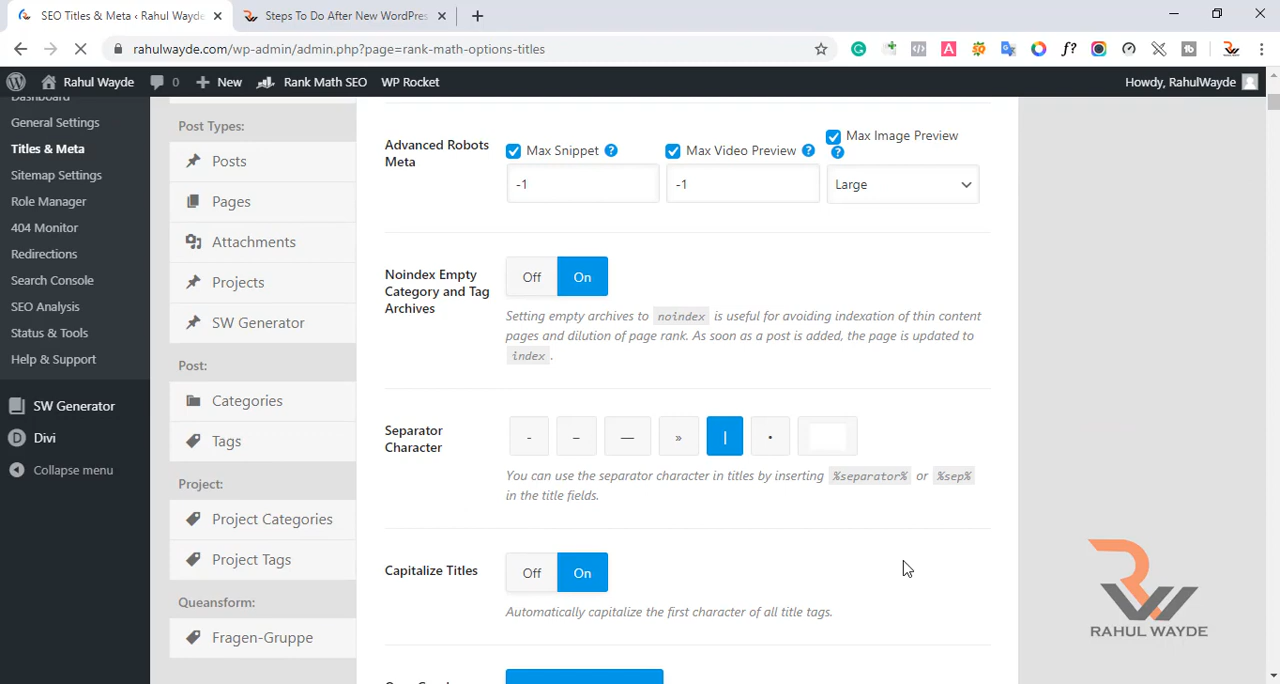 SEO Titles & Meta ‹ Rahul Wayde
Steps To Do After New WordPres
rahulwayde.com/wp-admin/admin.php?page=rank-math-options-titles
Rahul Wayde
0
New
Rank Math SEO
WP Rocket
Howdy, RahulWayde
Dashboard
General Settings
Titles & Meta
Sitemap Settings
Role Manager
404 Monitor
Redirections
Search Console
SEO Analysis
Status & Tools
Help & Support
SW Generator
Divi
Collapse menu
Post Types:
Posts
Pages
Attachments
Projects
SW Generator
Post:
Categories
Tags
Project:
Project Categories
Project Tags
Queansform:
Fragen-Gruppe
Advanced Robots
Meta
Max Snippet
Max Video Preview
Max Image Preview
-1
-1
Large
Noindex Empty
Category and Tag
Archives
Off
On
Setting empty archives to noindex is useful for avoiding indexation of thin content
pages and dilution of page rank. As soon as a post is added, the page is updated to
index .
Separator
Character
- – — » | •
You can use the separator character in titles by inserting %separator% or %sep%
in the title fields.
Capitalize Titles
Off
On
Automatically capitalize the first character of all title tags.
RAHUL WAYDE